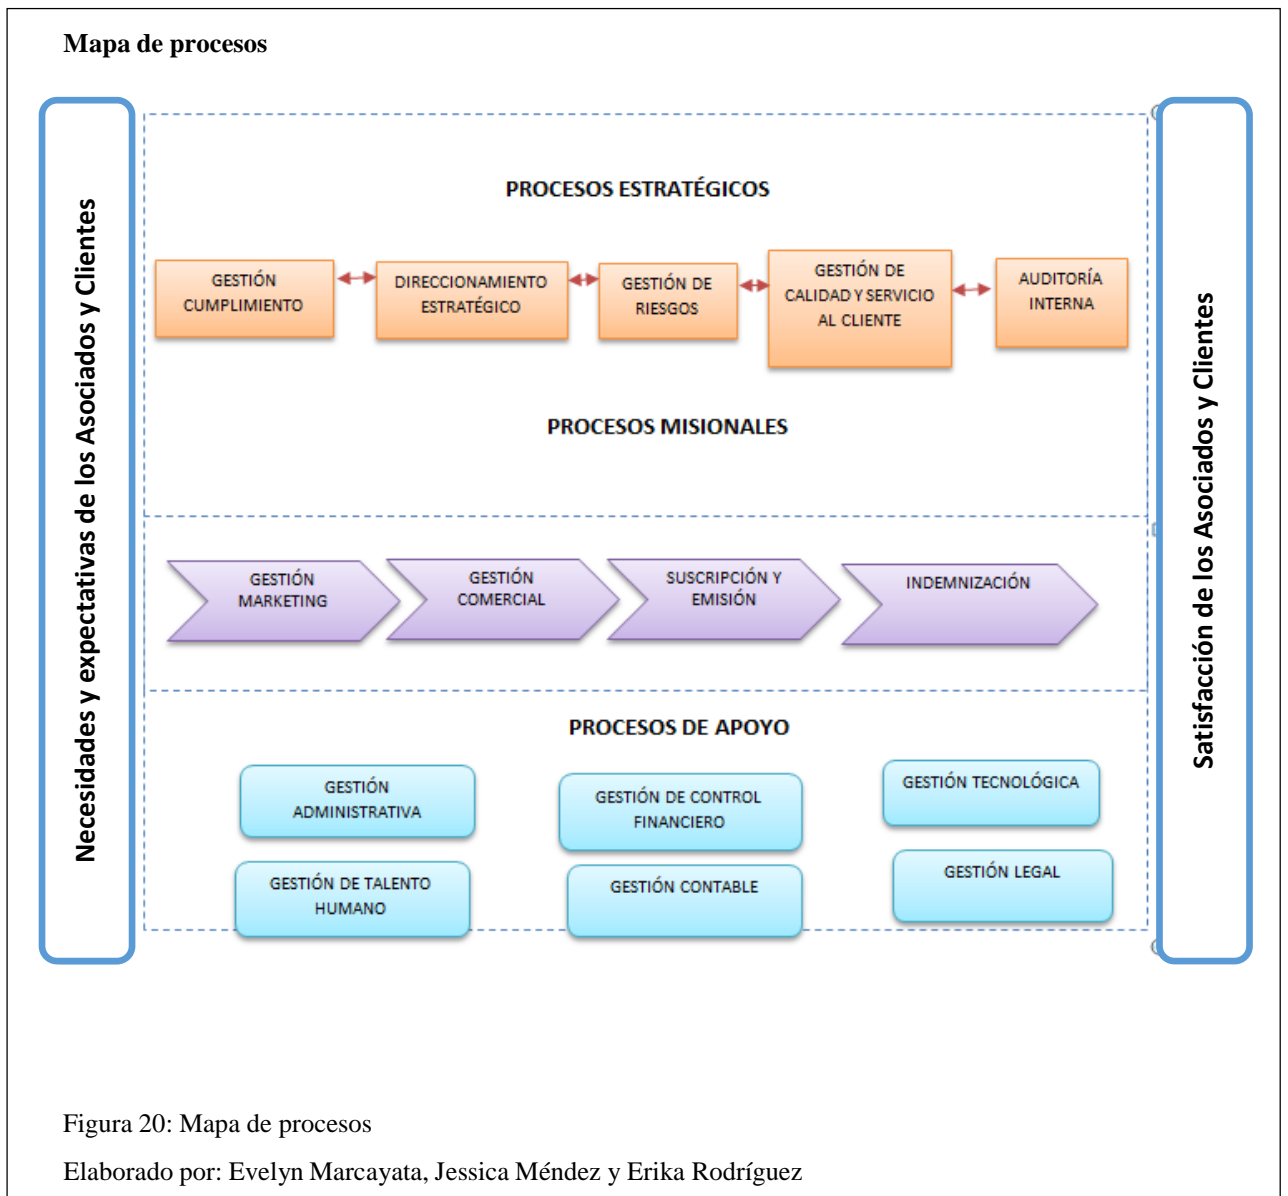 Mapa de procesos
Necesidades y expectativas de los Asociados y Clientes
PROCESOS ESTRATÉGICOS
GESTIÓN
CUMPLIMIENTO
DIRECCIONAMIENTO
ESTRATÉGICO
GESTIÓN DE
RIESGOS
GESTIÓN DE
CALIDAD Y SERVICIO
AL CLIENTE
AUDITORÍA
INTERNA
PROCESOS MISIONALES
GESTIÓN
MARKETING
GESTIÓN
COMERCIAL
SUSCRIPCIÓN Y
EMISIÓN
INDEMNIZACIÓN
PROCESOS DE APOYO
GESTIÓN
ADMINISTRATIVA
GESTIÓN DE CONTROL
FINANCIERO
GESTIÓN TECNOLÓGICA
GESTIÓN DE TALENTO
HUMANO
GESTIÓN CONTABLE
GESTIÓN LEGAL
Satisfacción de los Asociados y Clientes
Figura 20: Mapa de procesos
Elaborado por: Evelyn Marcayata, Jessica Méndez y Erika Rodríguez